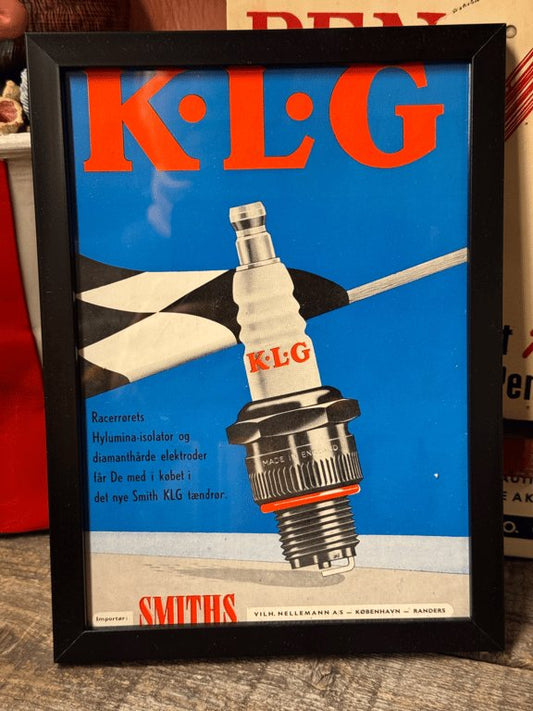 K·L·G
K·L·G
MADE IN ENGLAND
Racerrørets
Hylumina-isolator og
diamanthårde elektroder
får De med i købet i
det nye Smith KLG tændrør.
Importør: SMITHS VILH. NELLEMANN A/S — KØBENHAVN — RANDERS